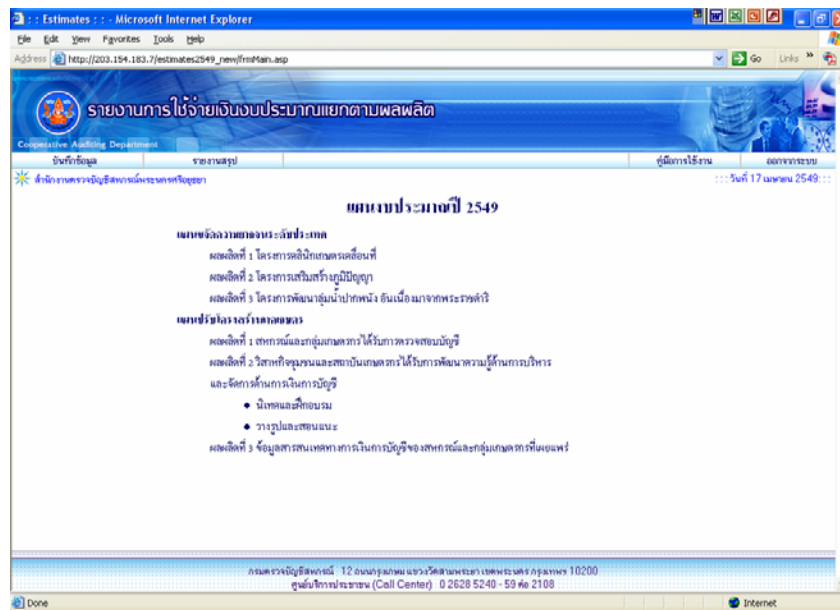 : : Estimates : : - Microsoft Internet Explorer
File Edit View Favorites Tools Help
Address http://203.154.183.7/estimates2549_new/frmMain.asp Go Links »
รายงานการใช้จ่ายเงินงบประมาณแยกตามผลผลิต
Cooperative Auditing Department
บันทึกข้อมูล รายงานสรุป คู่มือการใช้งาน ออกจากระบบ
สำนักงานตรวจบัญชีสหกรณ์พระนครศรีอยุธยา : : : วันที่ 17 เมษายน 2549: : :
แผนงบประมาณปี 2549
แผนขจัดความยากจนระดับประเทศ
ผลผลิตที่ 1 โครงการคลินิกเกษตรเคลื่อนที่
ผลผลิตที่ 2 โครงการเสริมสร้างภูมิปัญญา
ผลผลิตที่ 3 โครงการพัฒนาลุ่มน้ำปากพนัง อันเนื่องมาจากพระราชดำริ
แผนปรับโครงสร้างภาคเกษตร
ผลผลิตที่ 1 สหกรณ์และกลุ่มเกษตรกรได้รับการตรวจสอบบัญชี
ผลผลิตที่ 2 วิสาหกิจชุมชนและสถาบันเกษตรกรได้รับการพัฒนาความรู้ด้านการบริหาร
และจัดการด้านการเงินการบัญชี
• นิเทศและฝึกอบรม
• วางรูปและสอนแนะ
ผลผลิตที่ 3 ข้อมูลสารสนเทศทางการเงินการบัญชีของสหกรณ์และกลุ่มเกษตรกรที่เผยแพร่
กรมตรวจบัญชีสหกรณ์ 12 ถนนกรุงเกษม แขวงวัดสามพระยา เขตพระนคร กรุงเทพฯ 10200
ศูนย์บริการประชาชน (Call Center) 0 2628 5240 - 59 ต่อ 2108
Done Internet